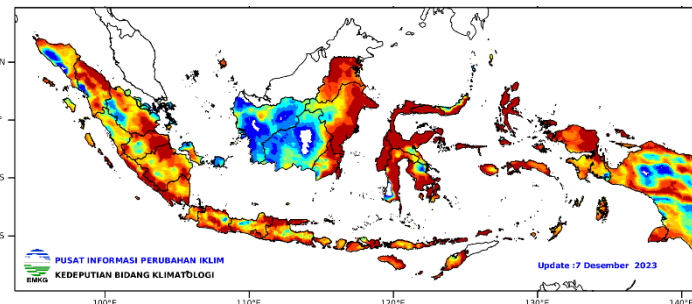 N
S
S
PUSAT INFORMASI PERUBAHAN IKLIM
KEDEPUTIAN BIDANG KLIMATOLOGI
BMKG
Update :7 Desember 2023
100°E
110°E
120°E
130°E
140°E